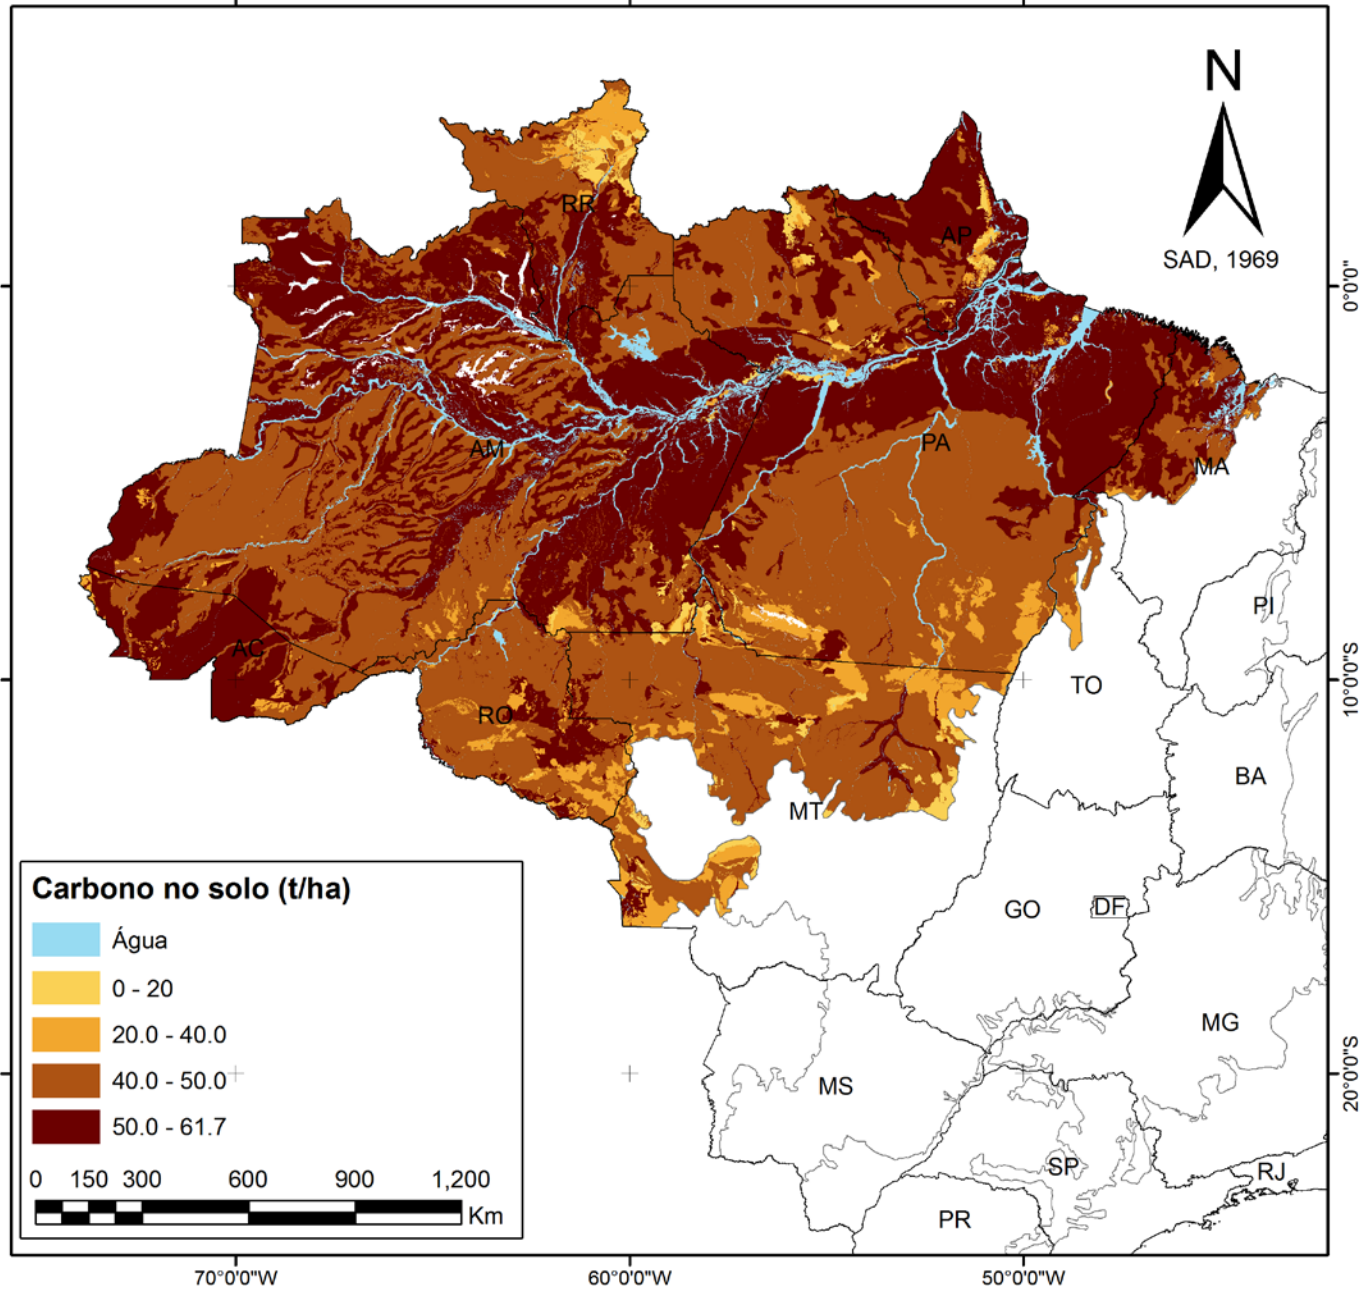 N
SAD, 1969
RR
AP
0°0'0"
AM
PA
MA
PI
AC
RO
TO
10°0'0"S
BA
MT
GO
DF
MG
MS
SP
RJ
PR
20°0'0"S
Carbono no solo (t/ha)
Água
0 - 20
20.0 - 40.0
40.0 - 50.0
50.0 - 61.7
0 150 300 600 900 1,200
Km
70°0'0"W 60°0'0"W 50°0'0"W